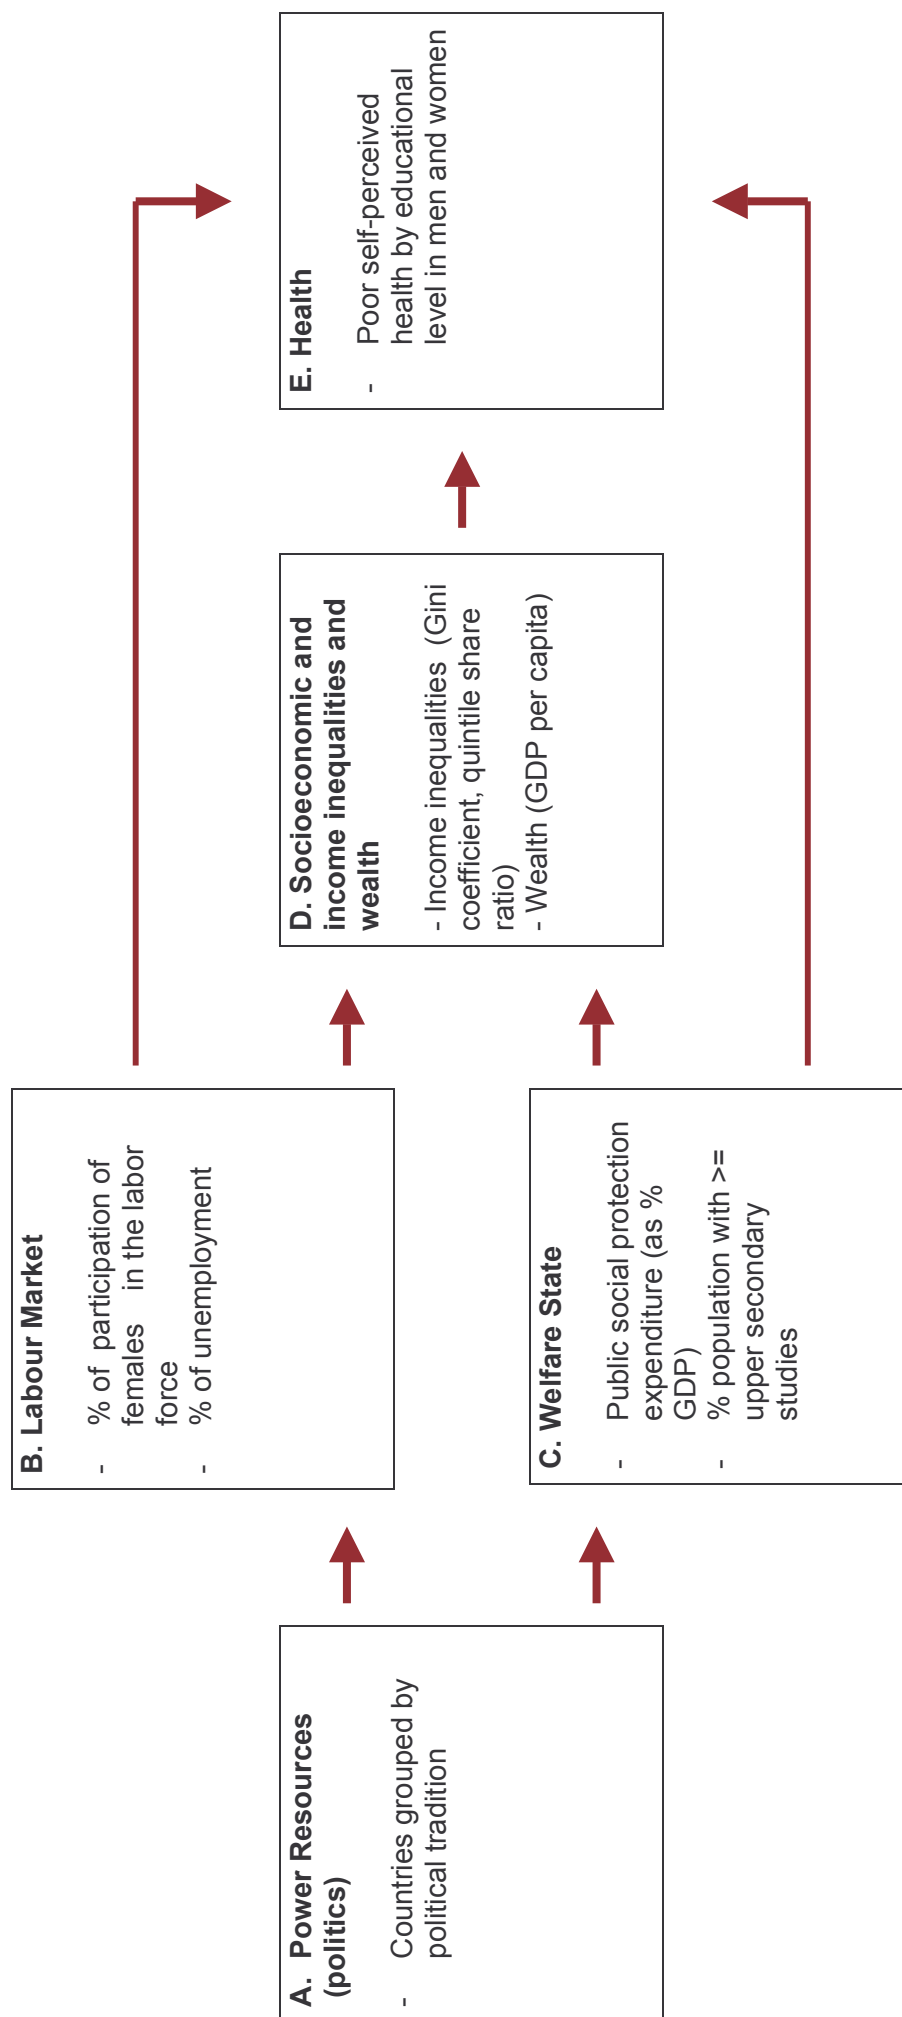 A.  Power Resources
(politics)
-   Countries grouped by
political tradition
B. Labour Market
-   % of  participation of
females    in the labor
force
-   % of unemployment
C. Welfare State
-   Public social protection
expenditure (as %
GDP)
-   % population with >=
upper secondary
studies
D. Socioeconomic and
income inequalities and
wealth
- Income inequalities  (Gini
coefficient, quintile share
ratio)
- Wealth (GDP per capita)
E. Health
-   Poor self-perceived
health by educational
level in men and women